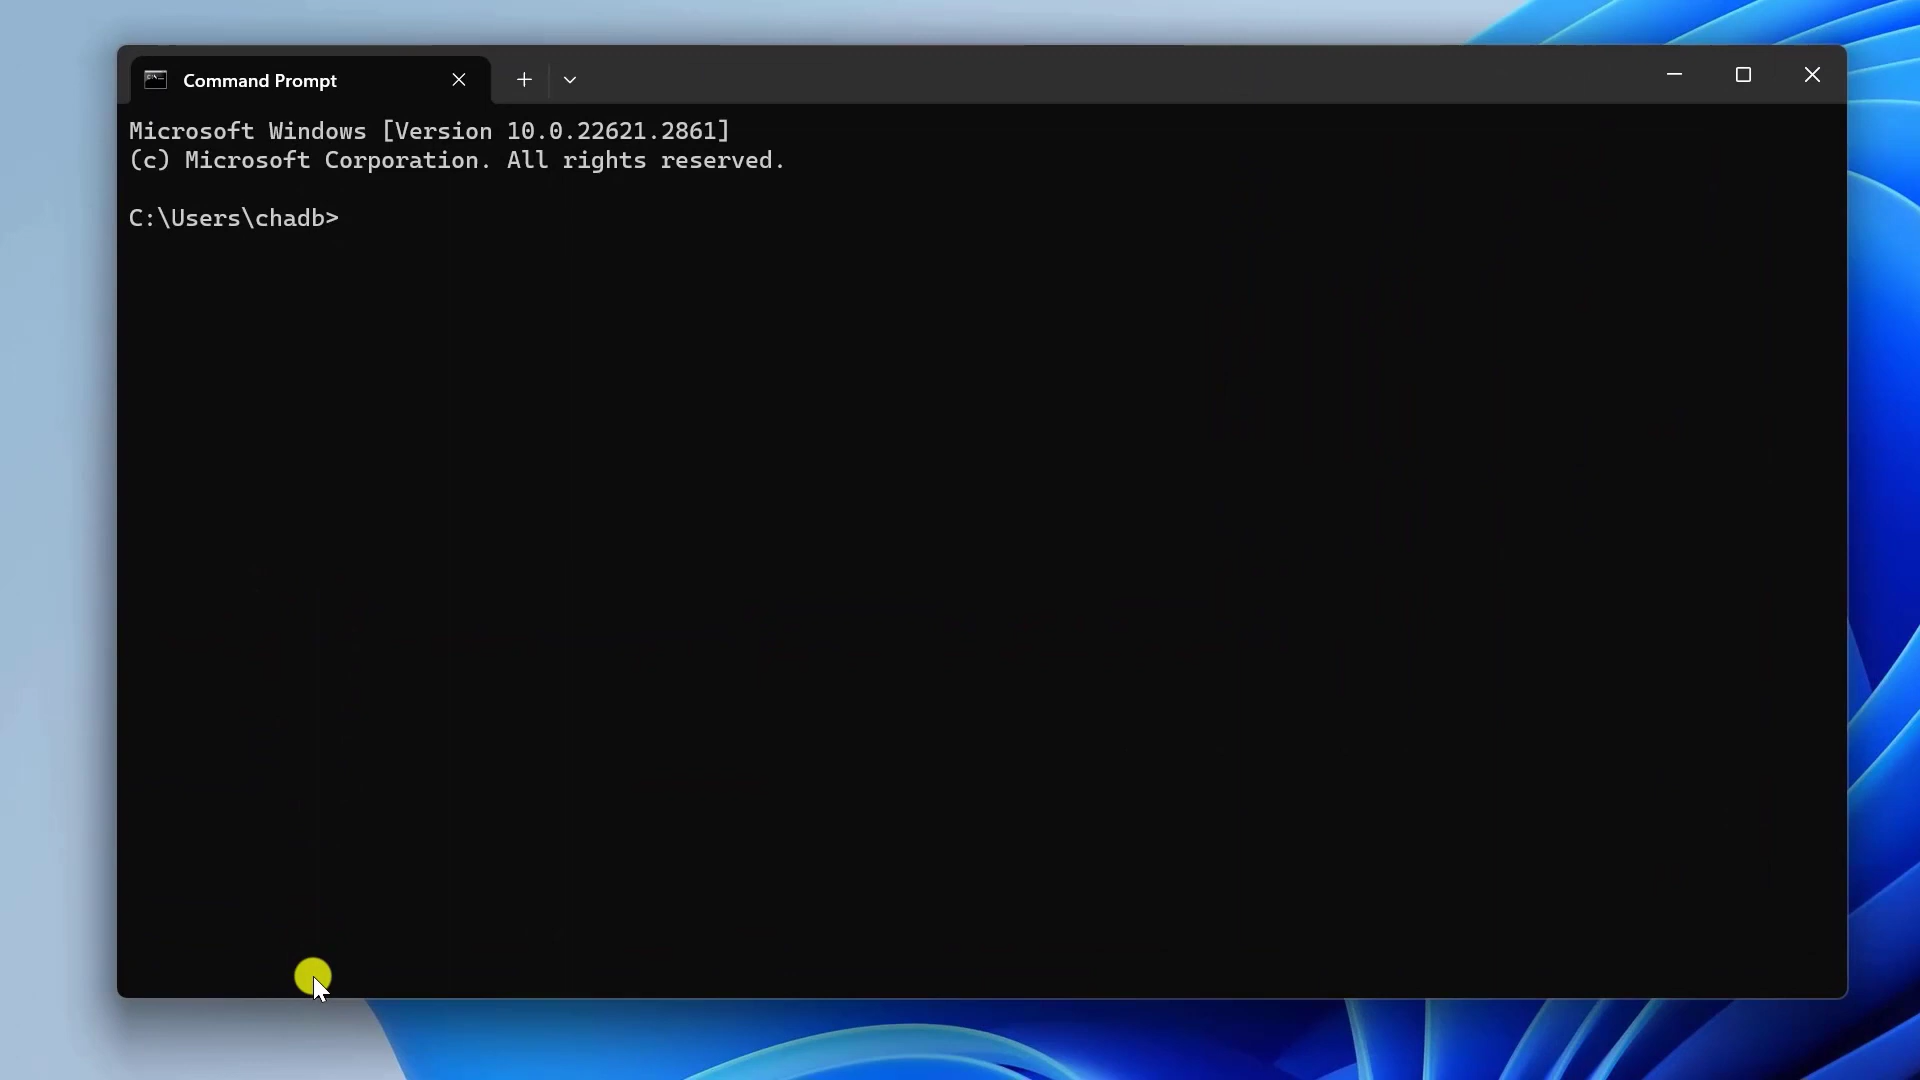 Command Prompt
Microsoft Windows [Version 10.0.22621.2861]
(c) Microsoft Corporation. All rights reserved.
C:\Users\chadb>